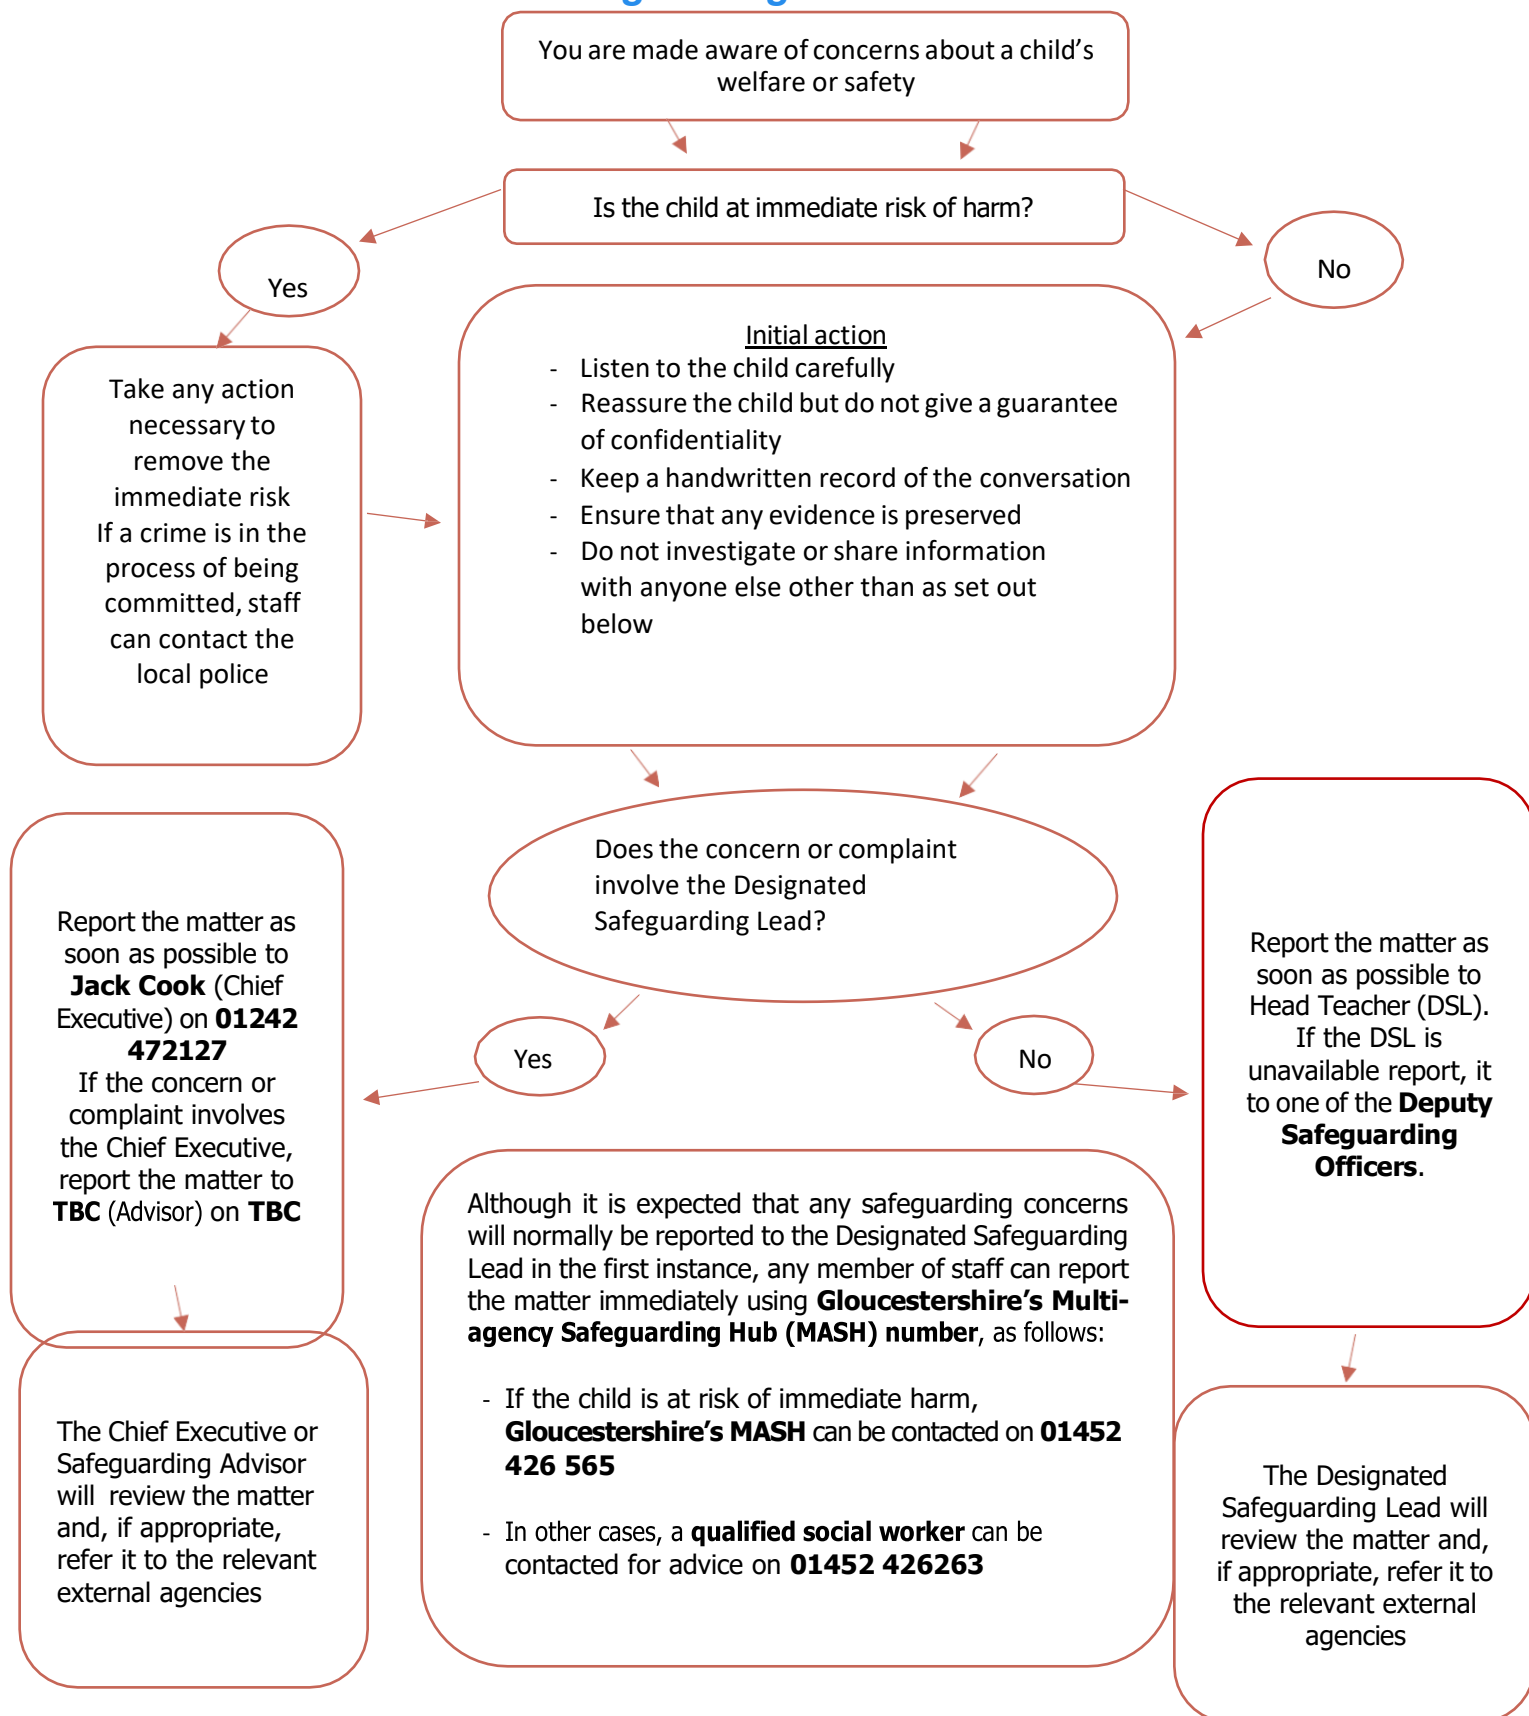 You are made aware of concerns about a child’s
welfare or safety
Is the child at immediate risk of harm?
Yes
No
Take any action
necessary to
remove the
immediate risk
If a crime is in the
process of being
committed, staff
can contact the
local police
Initial action
- Listen to the child carefully
- Reassure the child but do not give a guarantee
of confidentiality
- Keep a handwritten record of the conversation
- Ensure that any evidence is preserved
- Do not investigate or share information
with anyone else other than as set out
below
Does the concern or complaint
involve the Designated
Safeguarding Lead?
Yes
No
Report the matter as
soon as possible to
Jack Cook (Chief
Executive) on 01242
472127
If the concern or
complaint involves
the Chief Executive,
report the matter to
TBC (Advisor) on TBC
Report the matter as
soon as possible to
Head Teacher (DSL).
If the DSL is
unavailable report, it
to one of the Deputy
Safeguarding
Officers.
Although it is expected that any safeguarding concerns
will normally be reported to the Designated Safeguarding
Lead in the first instance, any member of staff can report
the matter immediately using Gloucestershire’s Multi-
agency Safeguarding Hub (MASH) number, as follows:
- If the child is at risk of immediate harm,
Gloucestershire’s MASH can be contacted on 01452
426 565
- In other cases, a qualified social worker can be
contacted for advice on 01452 426263
The Chief Executive or
Safeguarding Advisor
will review the matter
and, if appropriate,
refer it to the relevant
external agencies
The Designated
Safeguarding Lead will
review the matter and,
if appropriate, refer it to
the relevant external
agencies